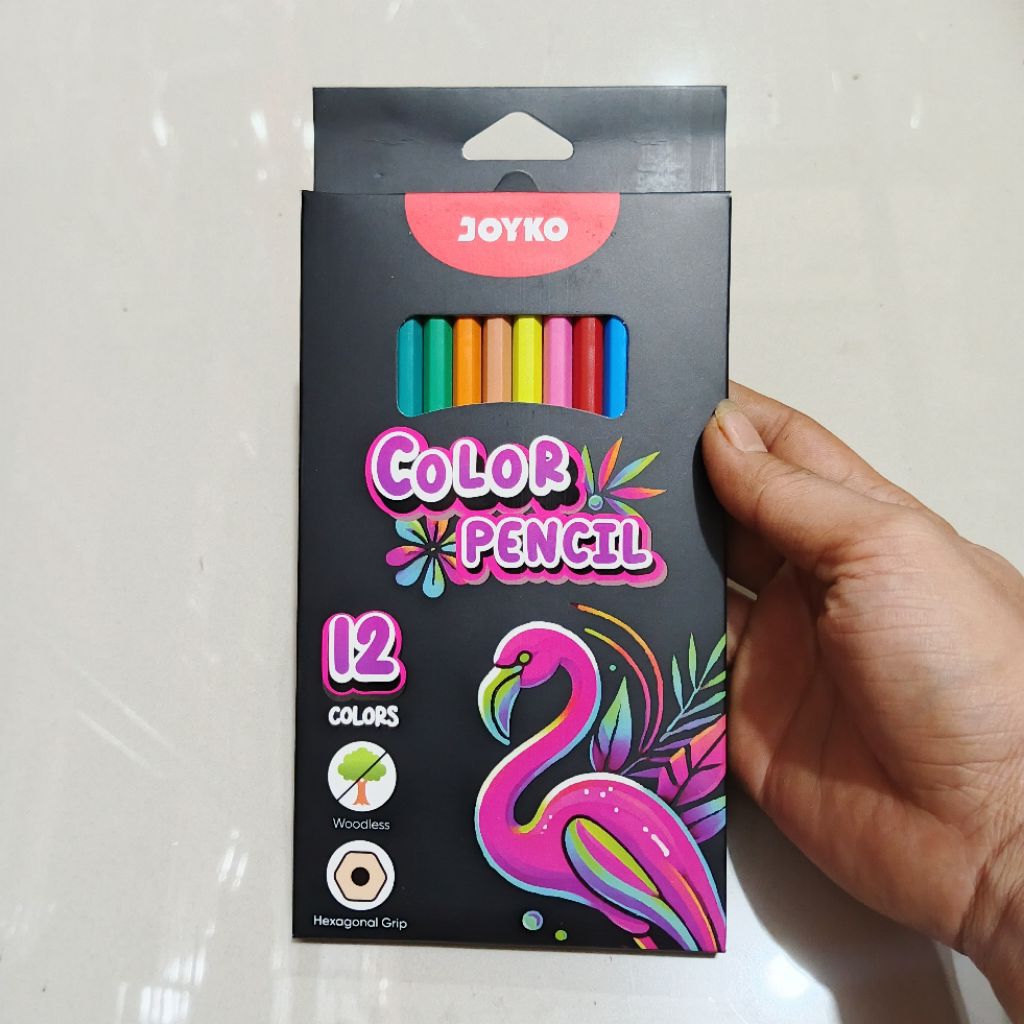 JOYKO
COLOR
PENCIL
12
COLORS
Woodless
Hexagonal Grip